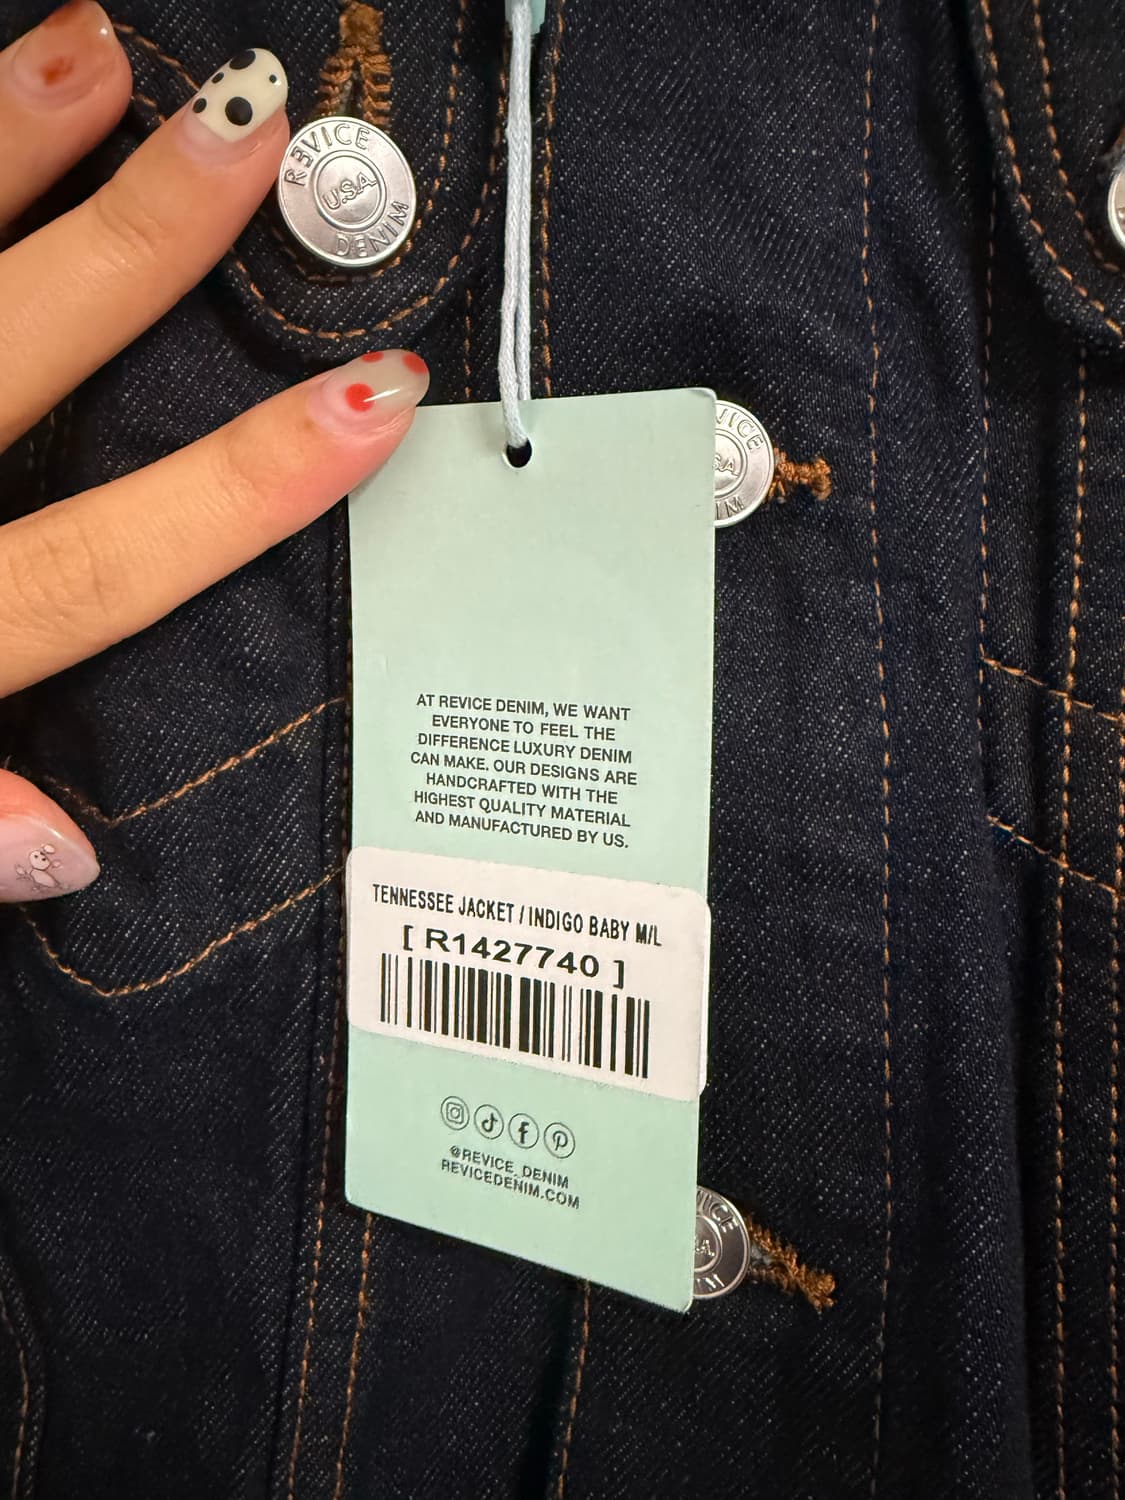 REVICE
U.S.A
DENIM
AT REVICE DENIM, WE WANT
EVERYONE TO FEEL THE
DIFFERENCE LUXURY DENIM
CAN MAKE. OUR DESIGNS ARE
HANDCRAFTED WITH THE
HIGHEST QUALITY MATERIAL
AND MANUFACTURED BY US.
TENNESSEE JACKET / INDIGO BABY M/L
[ R1427740 ]
@REVICE_DENIM
REVICEDENIM.COM